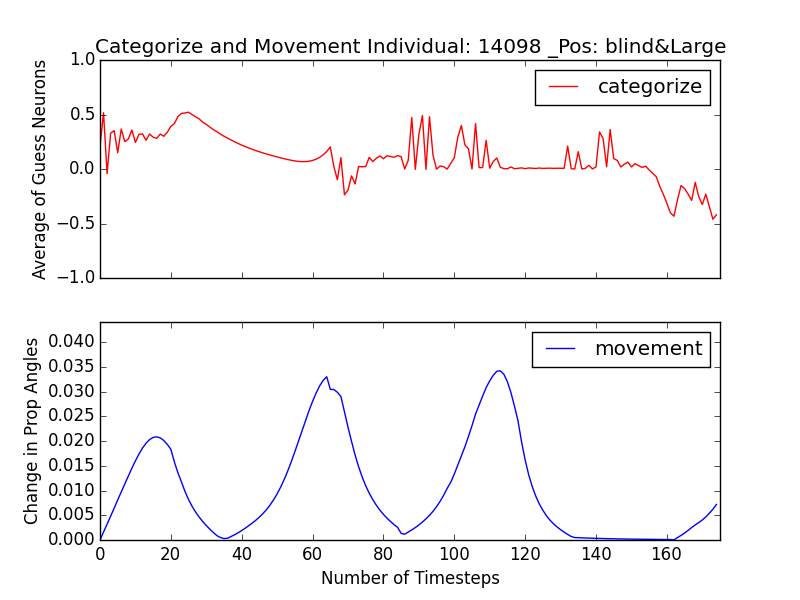 Categorize and Movement Individual: 14098 _Pos: blind&Large
1.0
0.5
0.0
−0.5
−1.0
Average of Guess Neurons
categorize
0.040
0.035
0.030
0.025
0.020
0.015
0.010
0.005
0.000
Change in Prop Angles
movement
0 20 40 60 80 100 120 140 160
Number of Timesteps